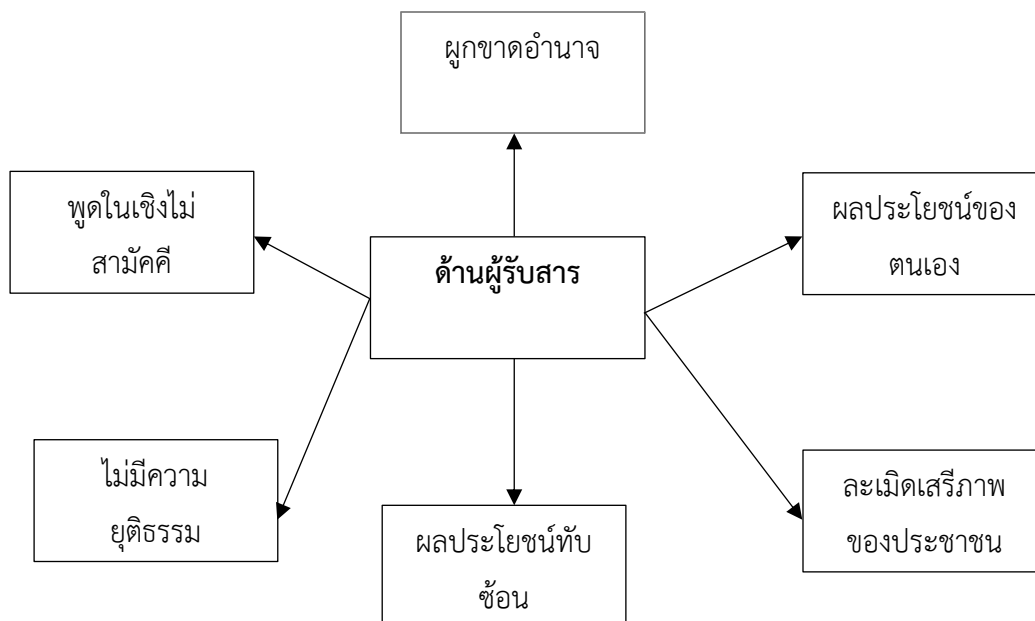 ผูกขาดอำนาจ
พูดในเชิงไม่
สามัคคี
ด้านผู้รับสาร
ผลประโยชน์ของ
ตนเอง
ไม่มีความ
ยุติธรรม
ผลประโยชน์ทับ
ซ้อน
ละเมิดเสรีภาพ
ของประชาชน